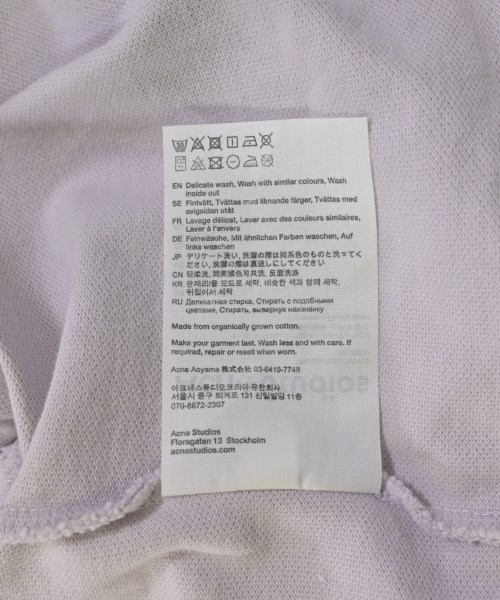 EN Delicate wash, Wash with similar colours, Wash
inside out
SE Fintvätt, Tvättas med liknande färger, Tvättas med
avigsidan utåt
FR Lavage délicat, Laver avec des couleurs similaires,
Laver à l'envers
DE Feinwäsche, Mit ähnlichen Farben waschen, Auf
links waschen
JP デリケート洗い, 洗濯の際は同系色のものと洗ってく
ださい, 洗濯の際は裏返しにしてください
CN 轻柔洗, 同类颜色可共洗, 反面洗涤
KR 란제리/울 모드로 세탁, 비슷한 색과 함께 세탁,
뒤집어서 세탁
RU Деликатная стирка, Стирать с подобными
цветами, Стирать, вывернув наизнанку
Made from organically grown cotton.
Make your garment last. Wash less and with care. If
required, repair or resell when worn.
Acne Aoyama 株式会社 03-6419-7748
아크네스튜디오코리아 유한회사
서울시 중구 퇴계로 131 신일빌딩 11층
070-8672-2307
Acne Studios
Floragatan 13 Stockholm
acnestudios.com